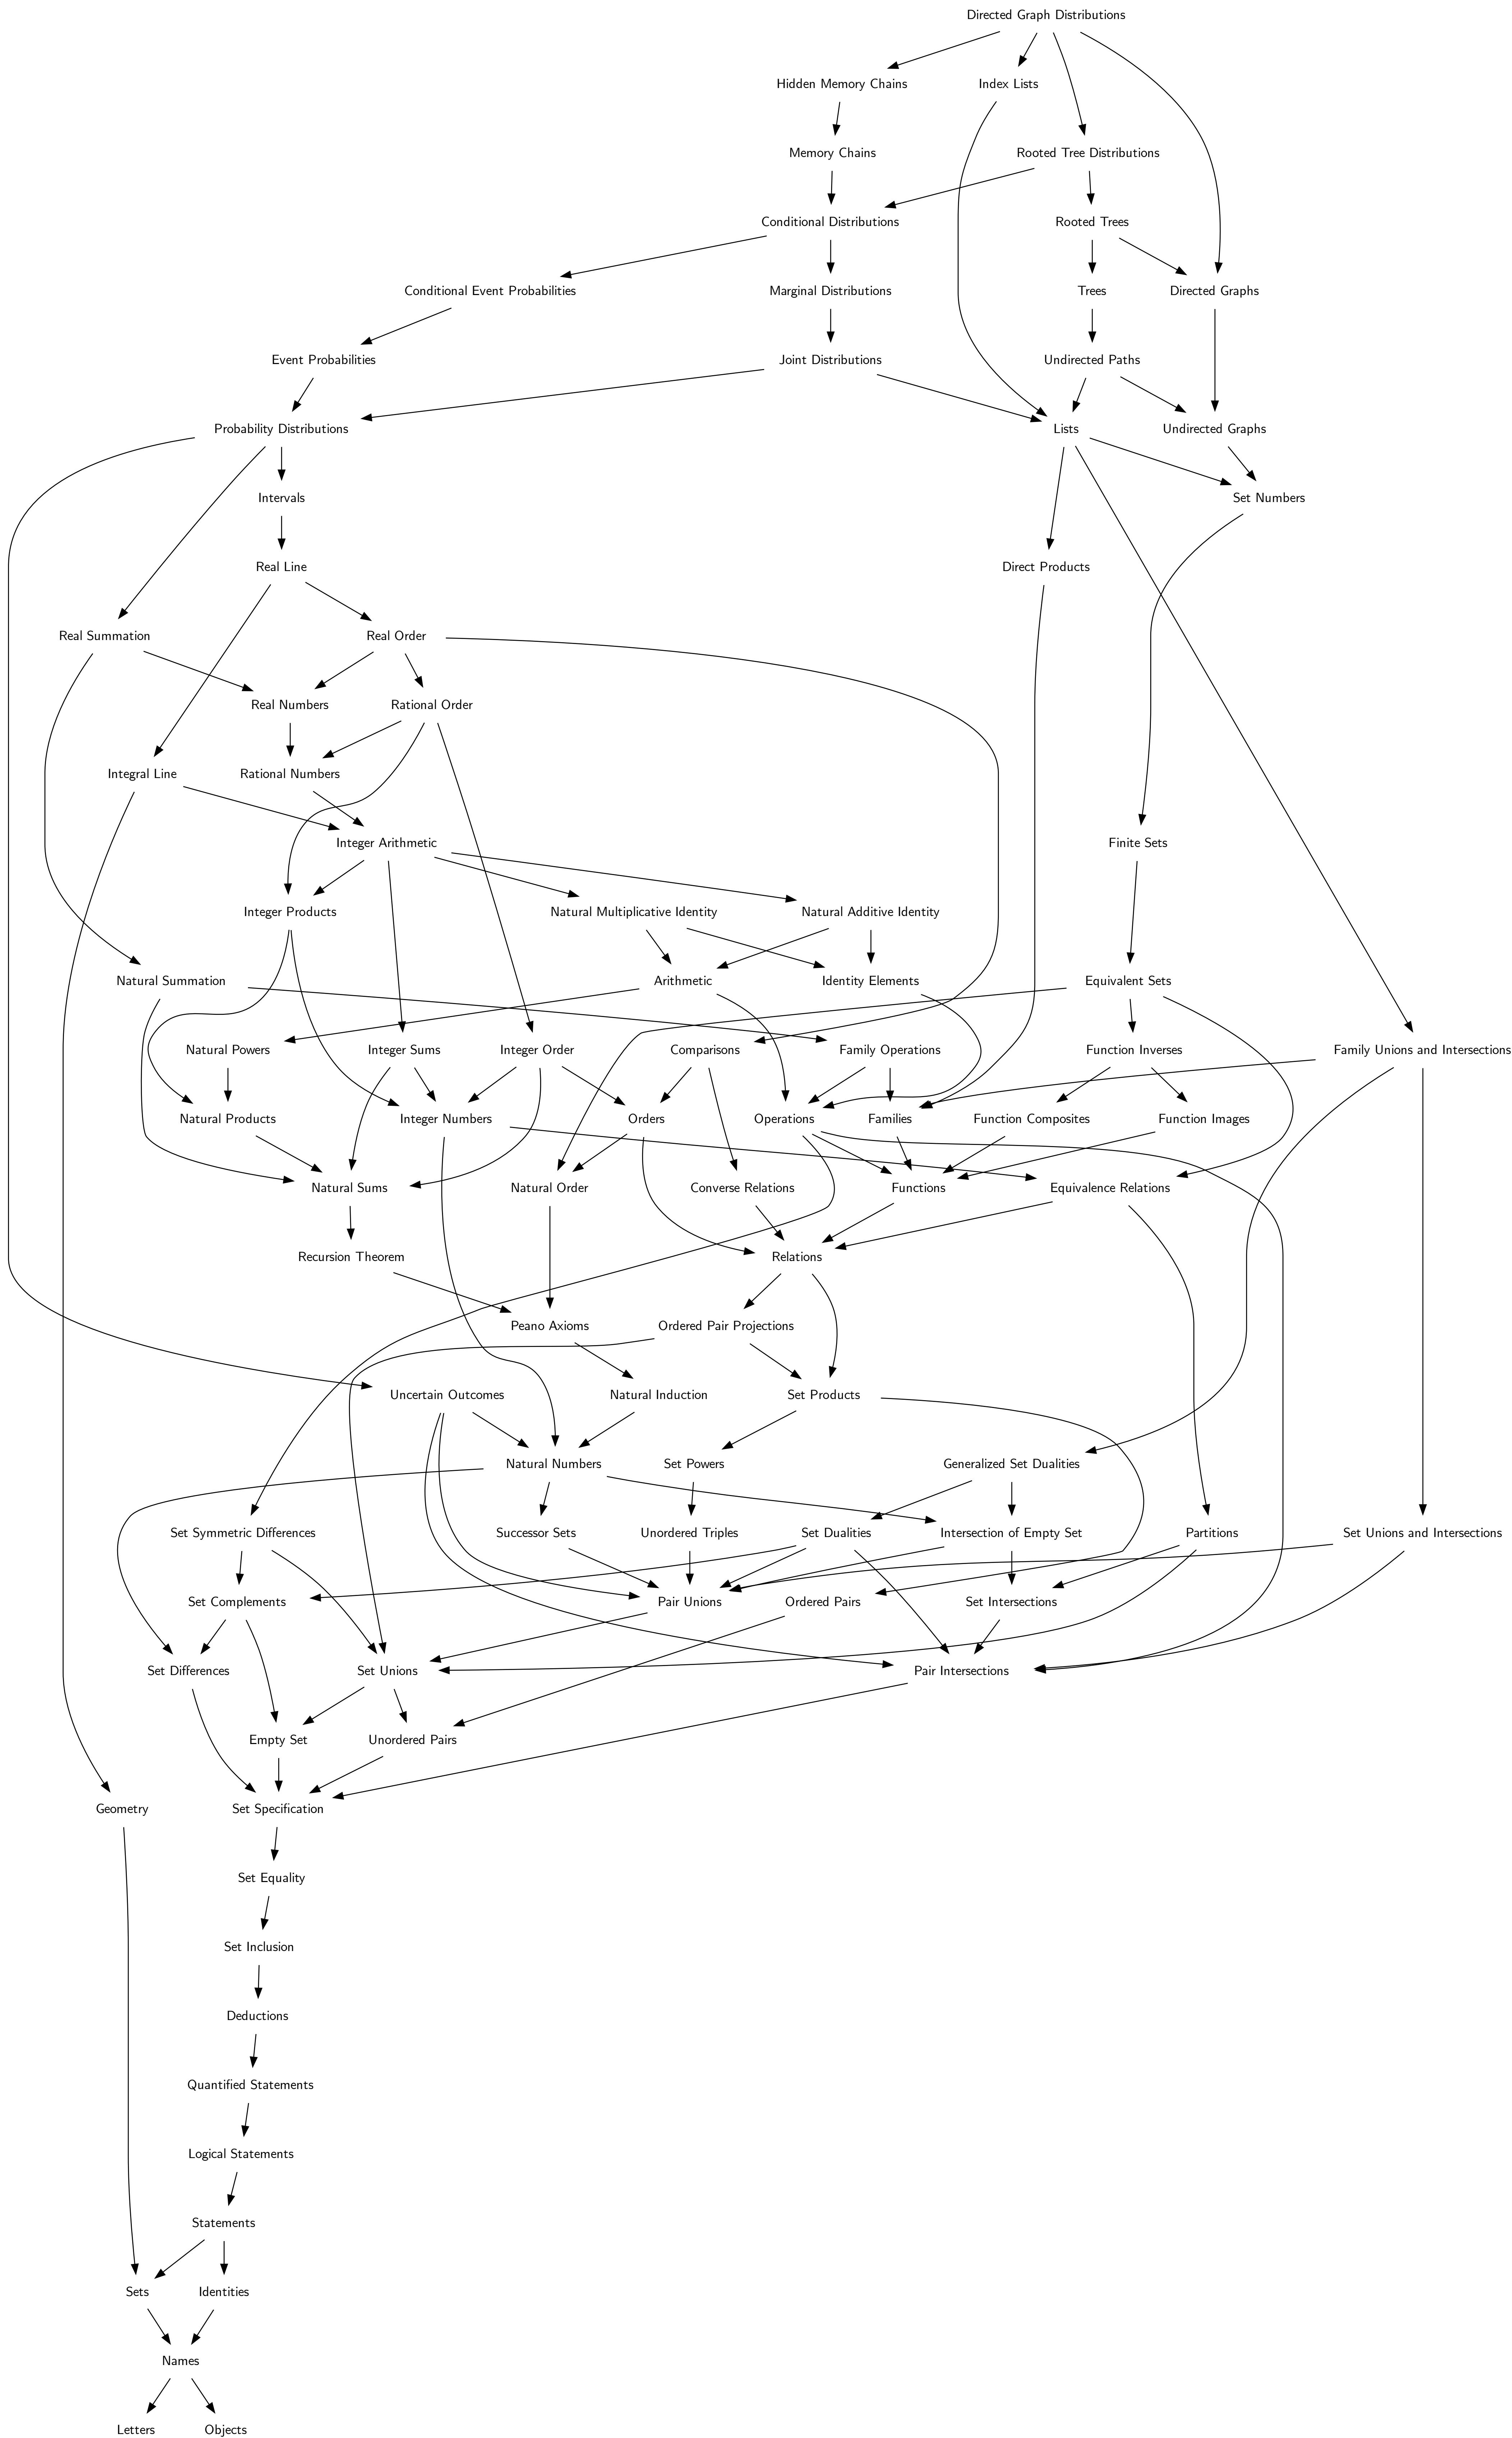 Directed Graph Distributions
Hidden Memory Chains
Index Lists
Memory Chains
Rooted Tree Distributions
Conditional Distributions
Rooted Trees
Conditional Event Probabilities
Marginal Distributions
Trees
Directed Graphs
Event Probabilities
Joint Distributions
Undirected Paths
Probability Distributions
Lists
Undirected Graphs
Intervals
Set Numbers
Real Line
Direct Products
Real Summation
Real Order
Real Numbers
Rational Order
Integral Line
Rational Numbers
Integer Arithmetic
Finite Sets
Integer Products
Natural Multiplicative Identity
Natural Additive Identity
Natural Summation
Arithmetic
Identity Elements
Equivalent Sets
Natural Powers
Integer Sums
Integer Order
Comparisons
Family Operations
Function Inverses
Family Unions and Intersections
Natural Products
Integer Numbers
Orders
Operations
Families
Function Composites
Function Images
Natural Sums
Natural Order
Converse Relations
Functions
Equivalence Relations
Recursion Theorem
Relations
Peano Axioms
Ordered Pair Projections
Uncertain Outcomes
Natural Induction
Set Products
Natural Numbers
Set Powers
Generalized Set Dualities
Set Symmetric Differences
Successor Sets
Unordered Triples
Set Dualities
Intersection of Empty Set
Partitions
Set Unions and Intersections
Set Complements
Pair Unions
Ordered Pairs
Set Intersections
Set Differences
Set Unions
Pair Intersections
Empty Set
Unordered Pairs
Geometry
Set Specification
Set Equality
Set Inclusion
Deductions
Quantified Statements
Logical Statements
Statements
Sets
Identities
Names
Letters
Objects